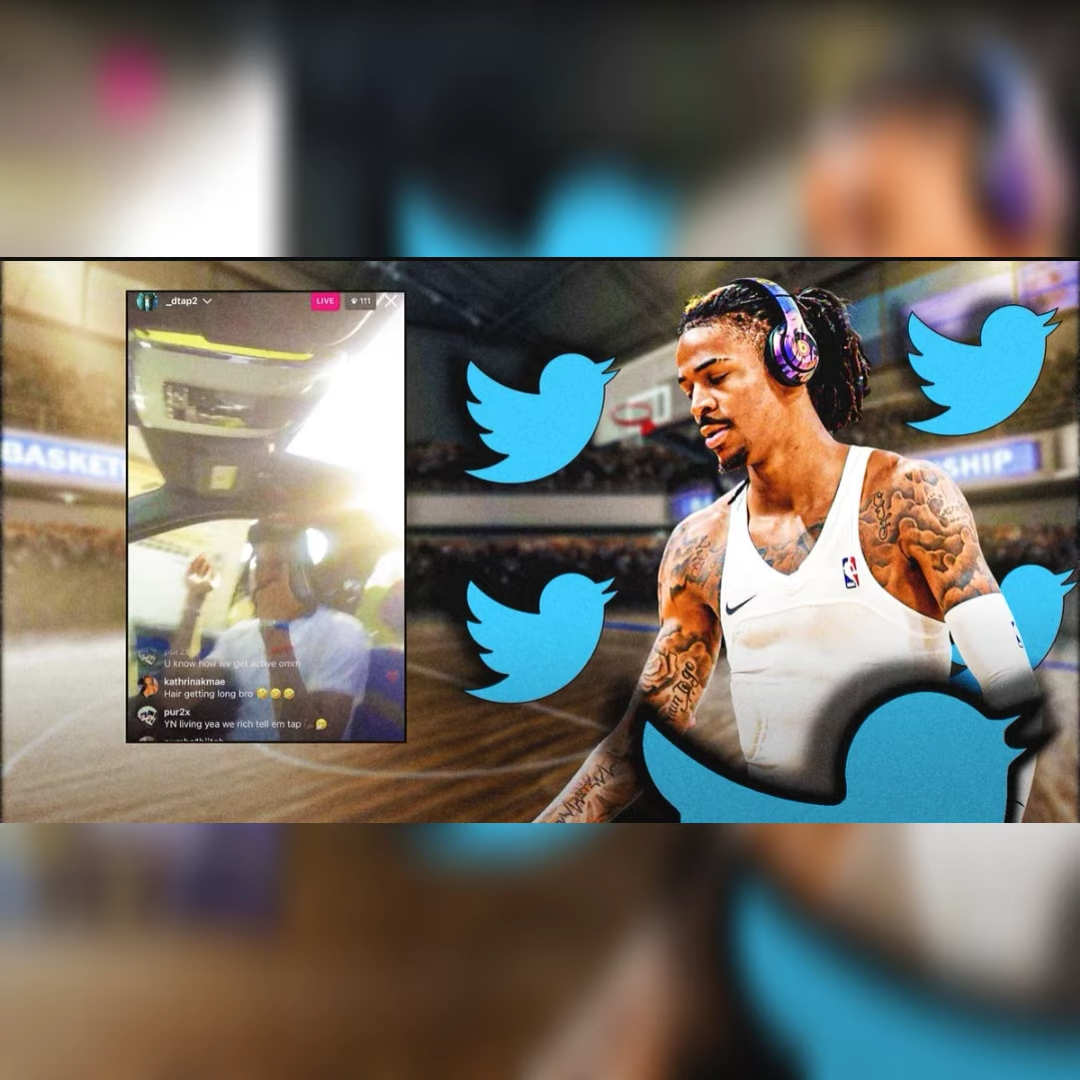 _dtap2
LIVE
111
BASKET
SHIP
U know how we get active omm
kathrinakmae
Hair getting long bro 🤣🤣🤣
pur2x
YN living yea we rich tell em tap